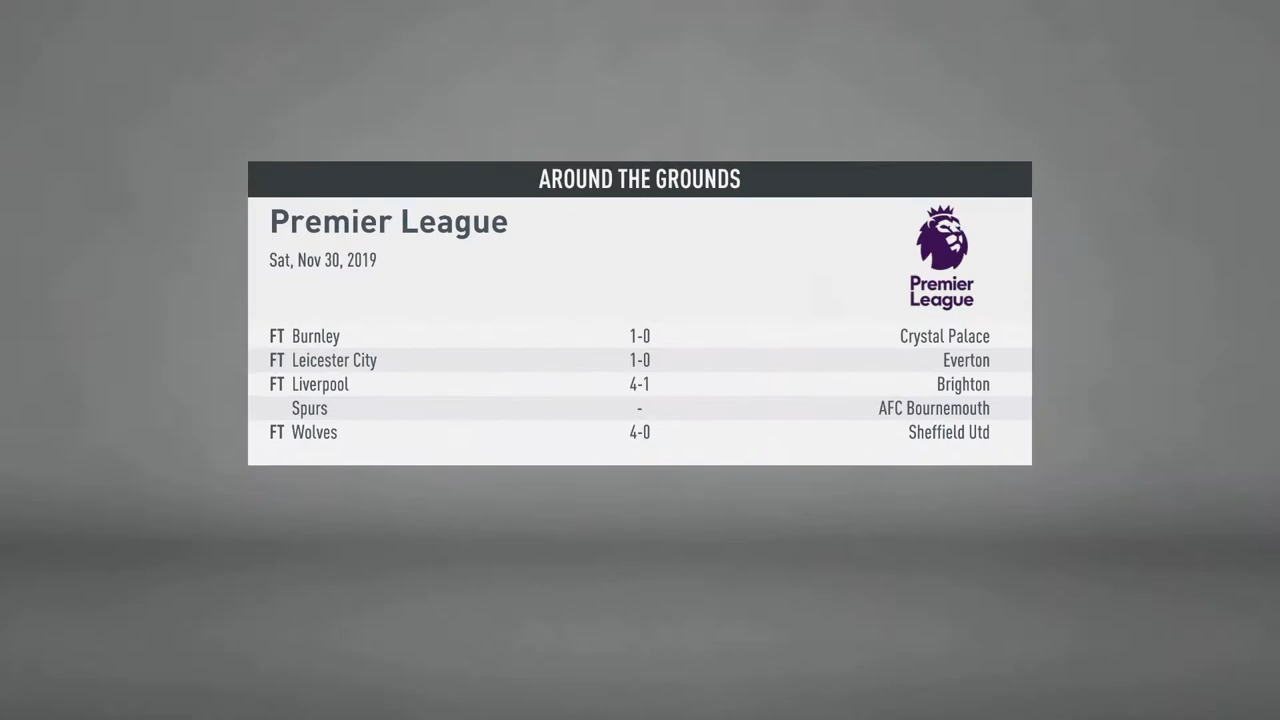 AROUND THE GROUNDS
Premier League
Sat, Nov 30, 2019
Premier
League
FT Burnley 1-0 Crystal Palace
FT Leicester City 1-0 Everton
FT Liverpool 4-1 Brighton
Spurs - AFC Bournemouth
FT Wolves 4-0 Sheffield Utd